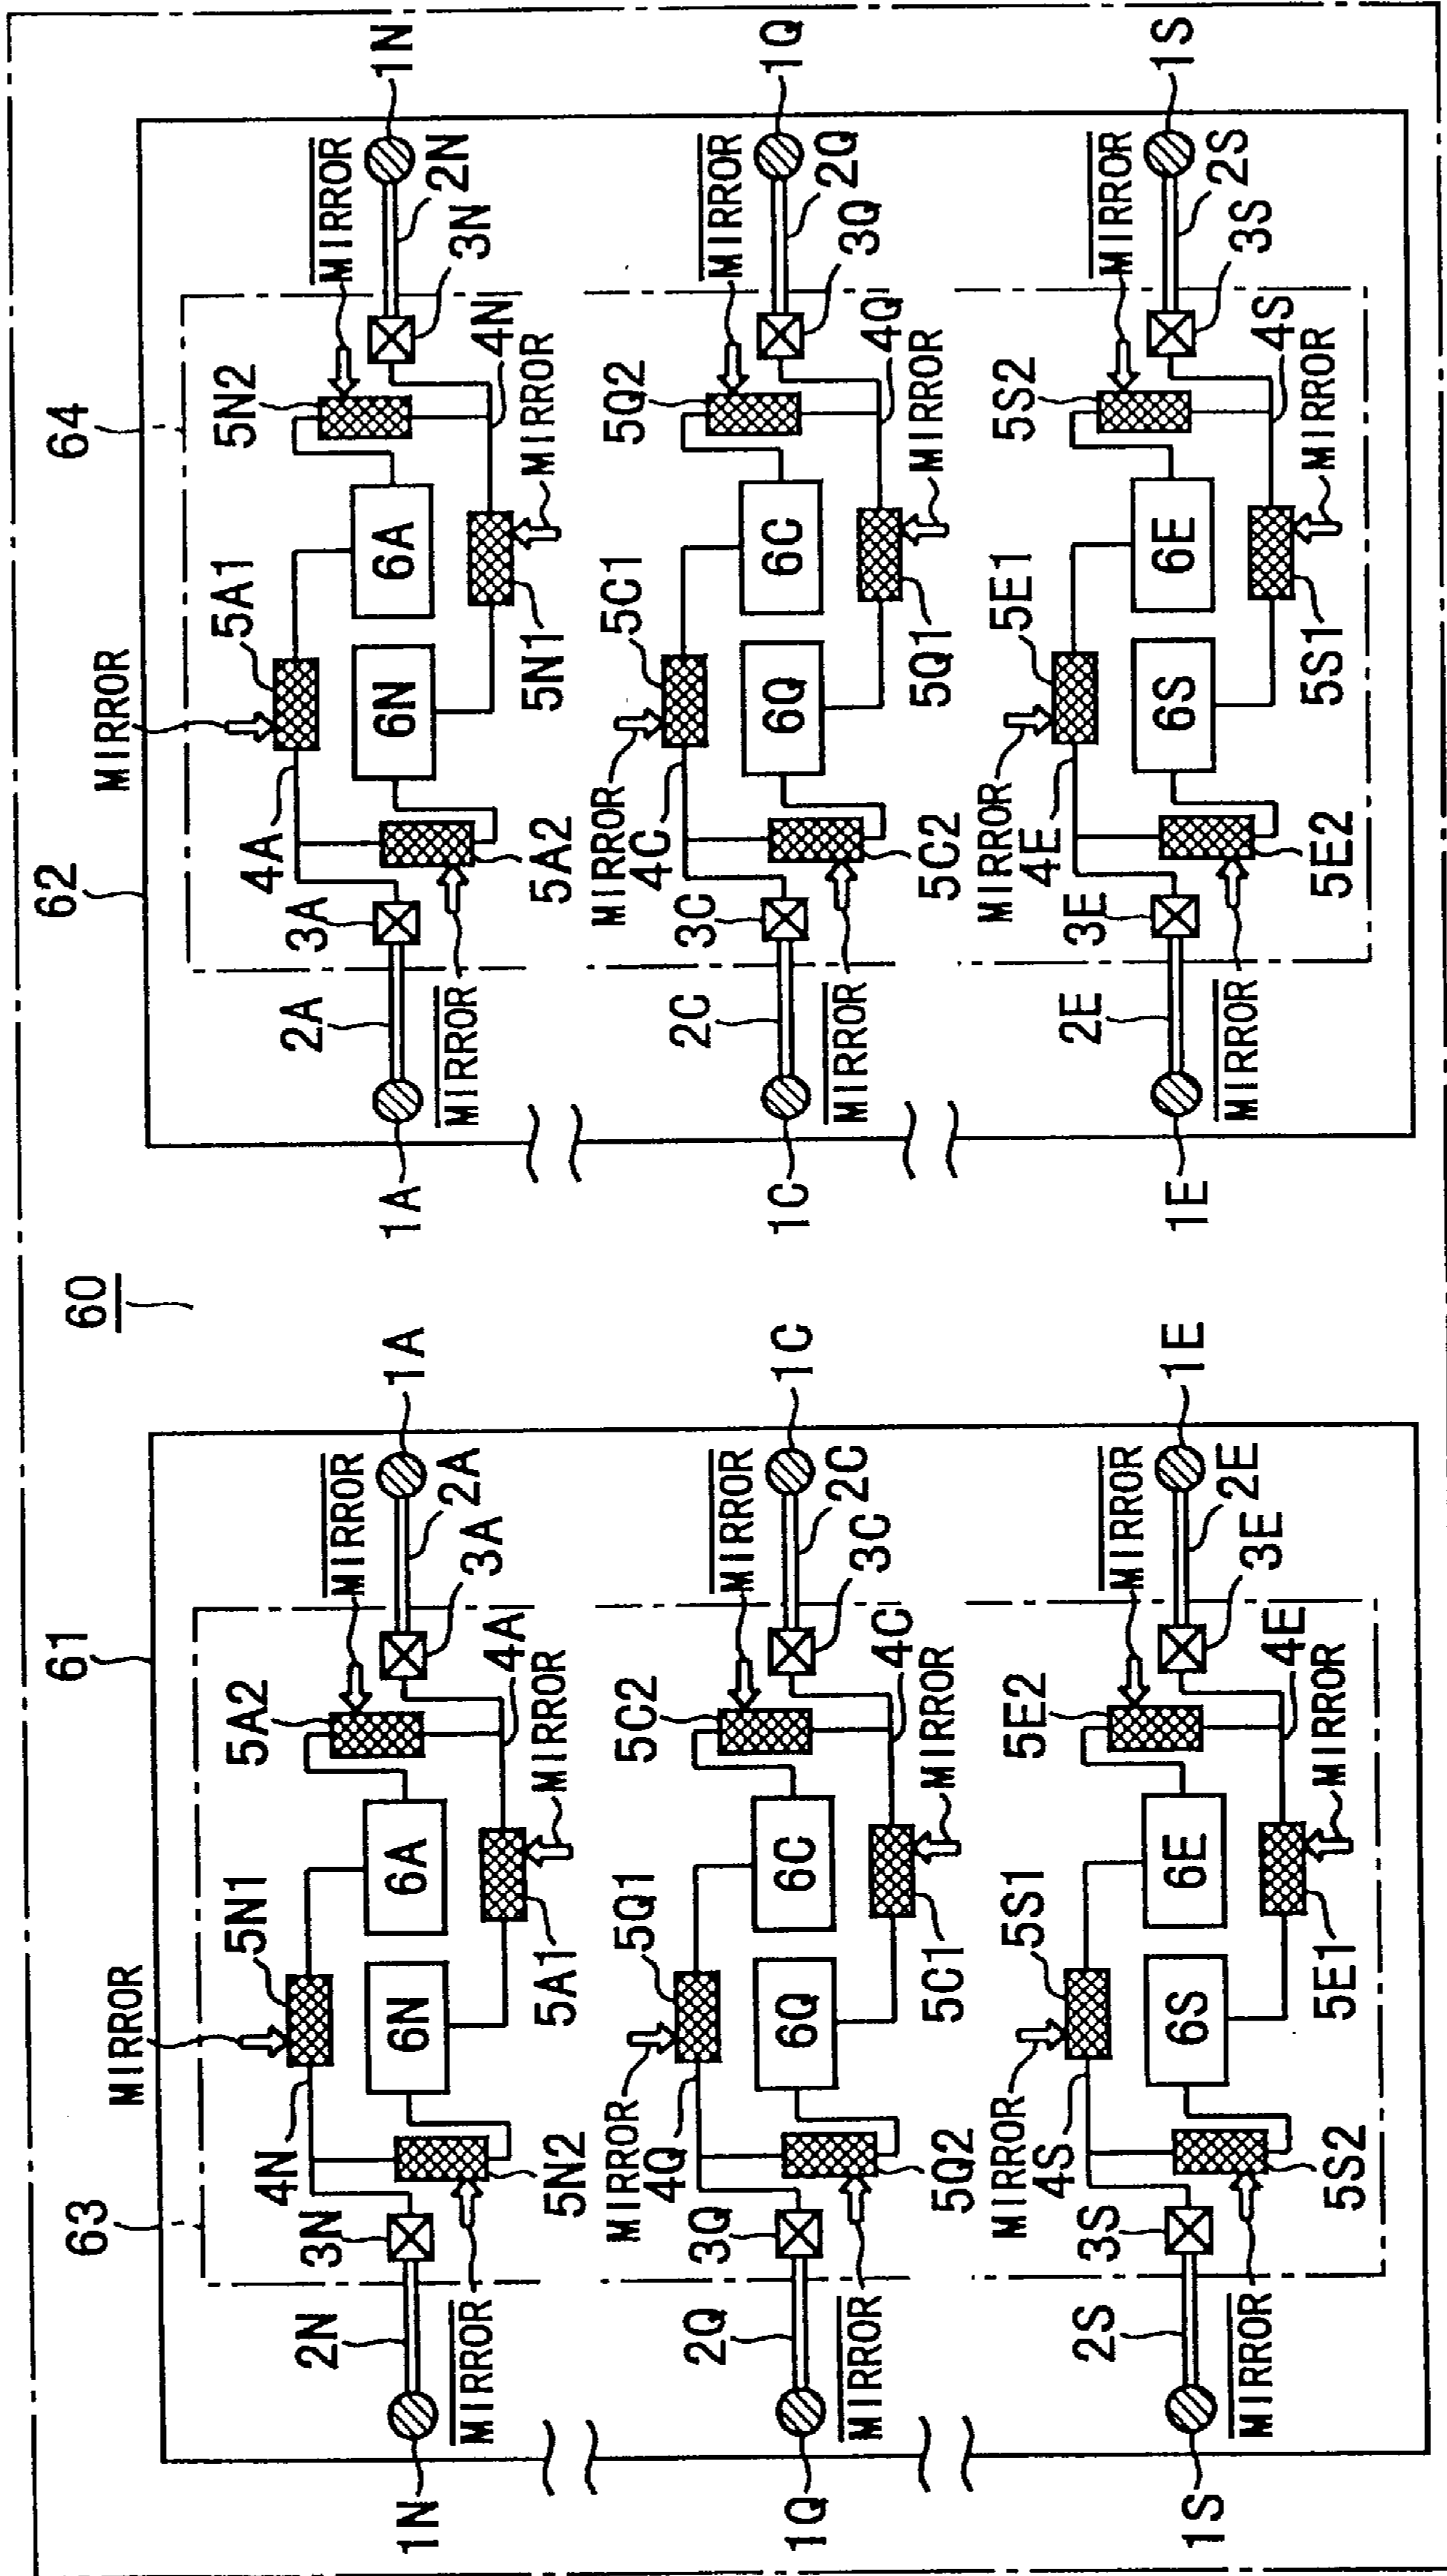 60
61
63
MIRROR
5N1
5A2
MIRROR
1A
2A
3A
4N
3N
2N
6N
6A
4A
MIRROR
1N
MIRROR
5N2
5A1
MIRROR
5Q1
5C2
MIRROR
1C
2C
3C
4Q
3Q
2Q
6Q
6C
4C
MIRROR
1Q
MIRROR
5Q2
5C1
MIRROR
5S1
5E2
MIRROR
1E
2E
3E
4S
3S
2S
6S
6E
4E
MIRROR
1S
MIRROR
5S2
5E1
62
64
MIRROR
5A1
5N2
MIRROR
1N
2N
3N
4A
3A
2A
6N
6A
4N
MIRROR
1A
MIRROR
5A2
5N1
MIRROR
5C1
5Q2
MIRROR
1Q
2Q
3Q
4C
3C
2C
6Q
6C
4Q
MIRROR
1C
MIRROR
5C2
5Q1
MIRROR
5E1
5S2
MIRROR
1S
2S
3S
4E
3E
2E
6S
6E
4S
MIRROR
1E
MIRROR
5E2
5S1